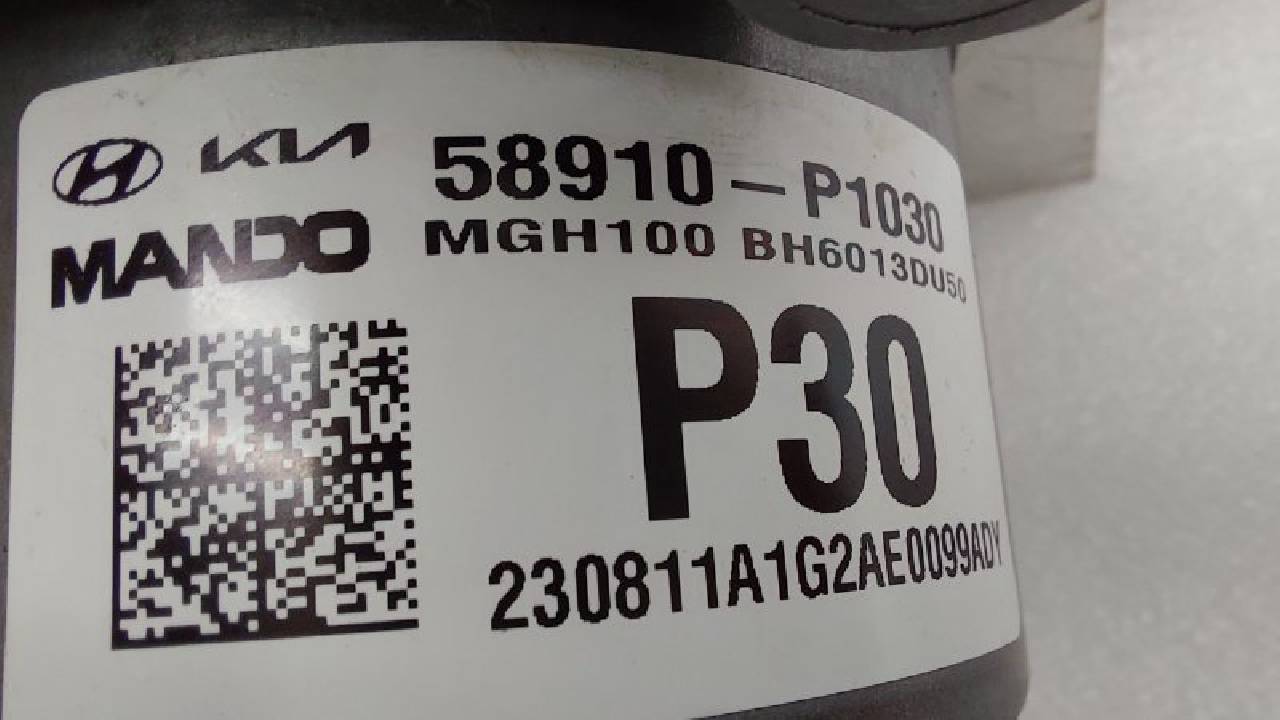 KIA 58910-P1030
MANDO MGH100 BH6013DU50
P30
230811A1G2AE0099ADY